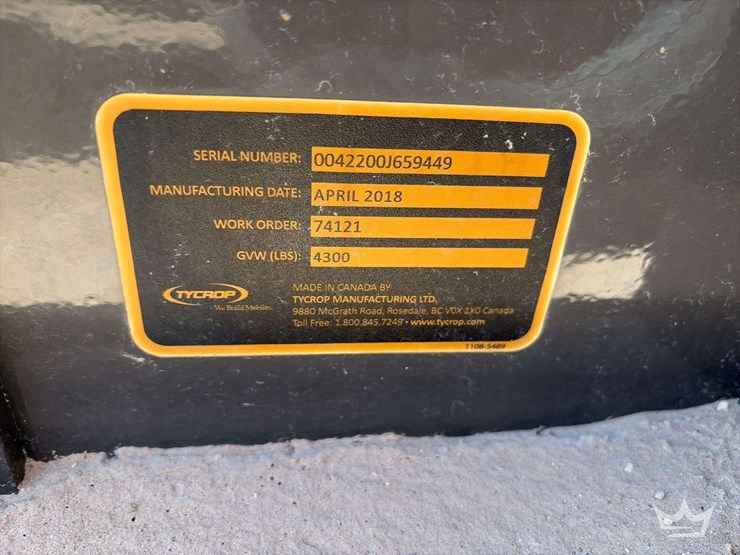 SERIAL NUMBER: 0042200J659449
MANUFACTURING DATE: APRIL 2018
WORK ORDER: 74121
GVW (LBS): 4300
TYCROP
We Build Mobility.
MADE IN CANADA BY
TYCROP MANUFACTURING LTD.
9880 McGrath Road, Rosedale, BC V0X 1X0 Canada
Toll Free: 1.800.845.7249 • www.tycrop.com
1108-5489